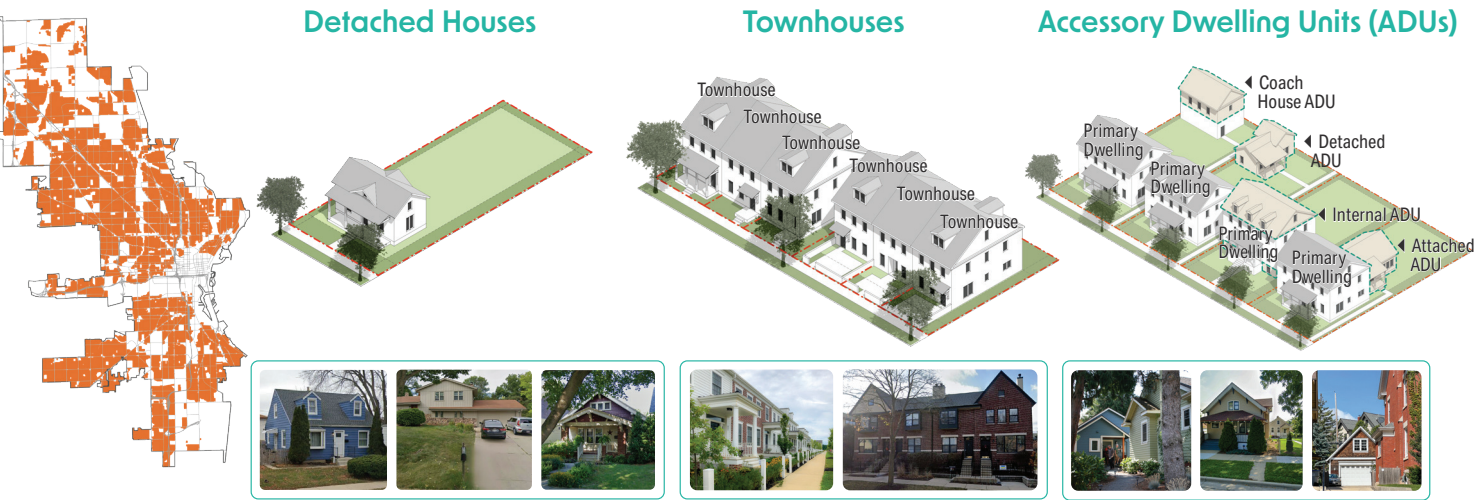 Detached Houses
Townhouses
Accessory Dwelling Units (ADUs)
Townhouse
Townhouse
Townhouse
Townhouse
Townhouse
Townhouse
Coach
House ADU
Primary
Dwelling
Detached
ADU
Primary
Dwelling
Internal ADU
Primary
Dwelling
Attached
ADU
Primary
Dwelling